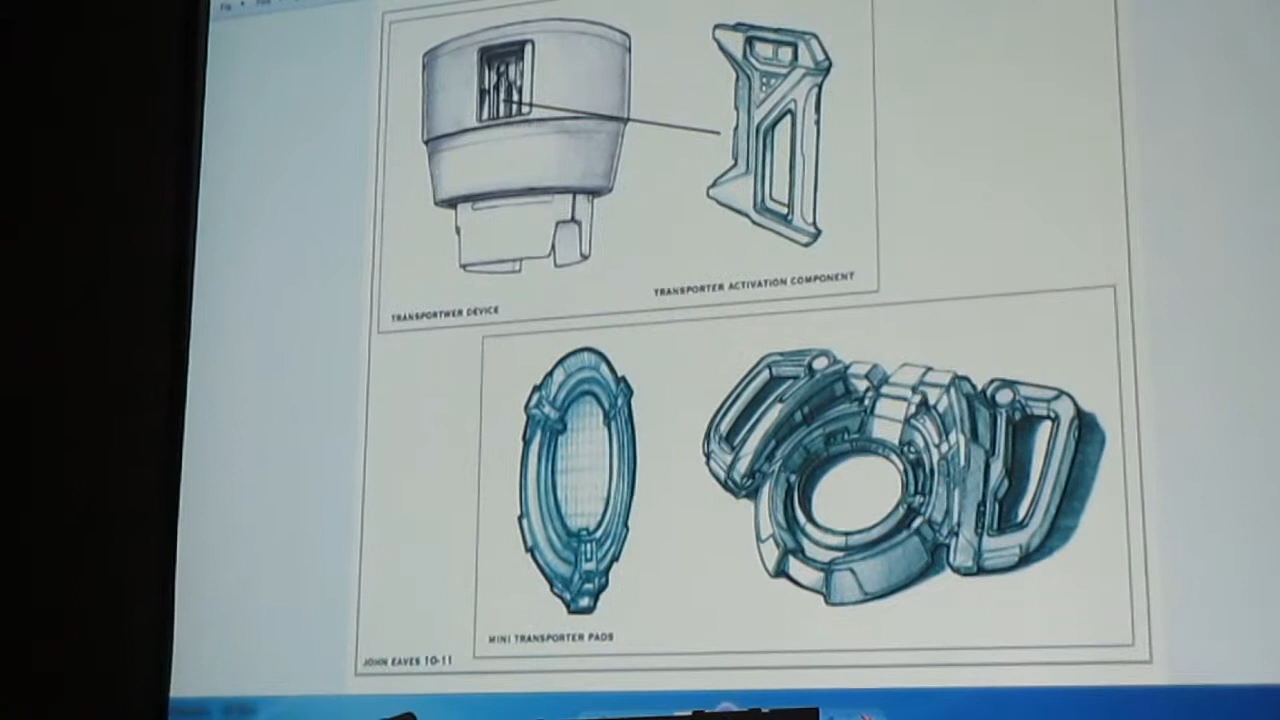 TRANSPORTWER DEVICE
TRANSPORTER ACTIVATION COMPONENT
MINI TRANSPORTER PADS
JOHN EAVES 10-11